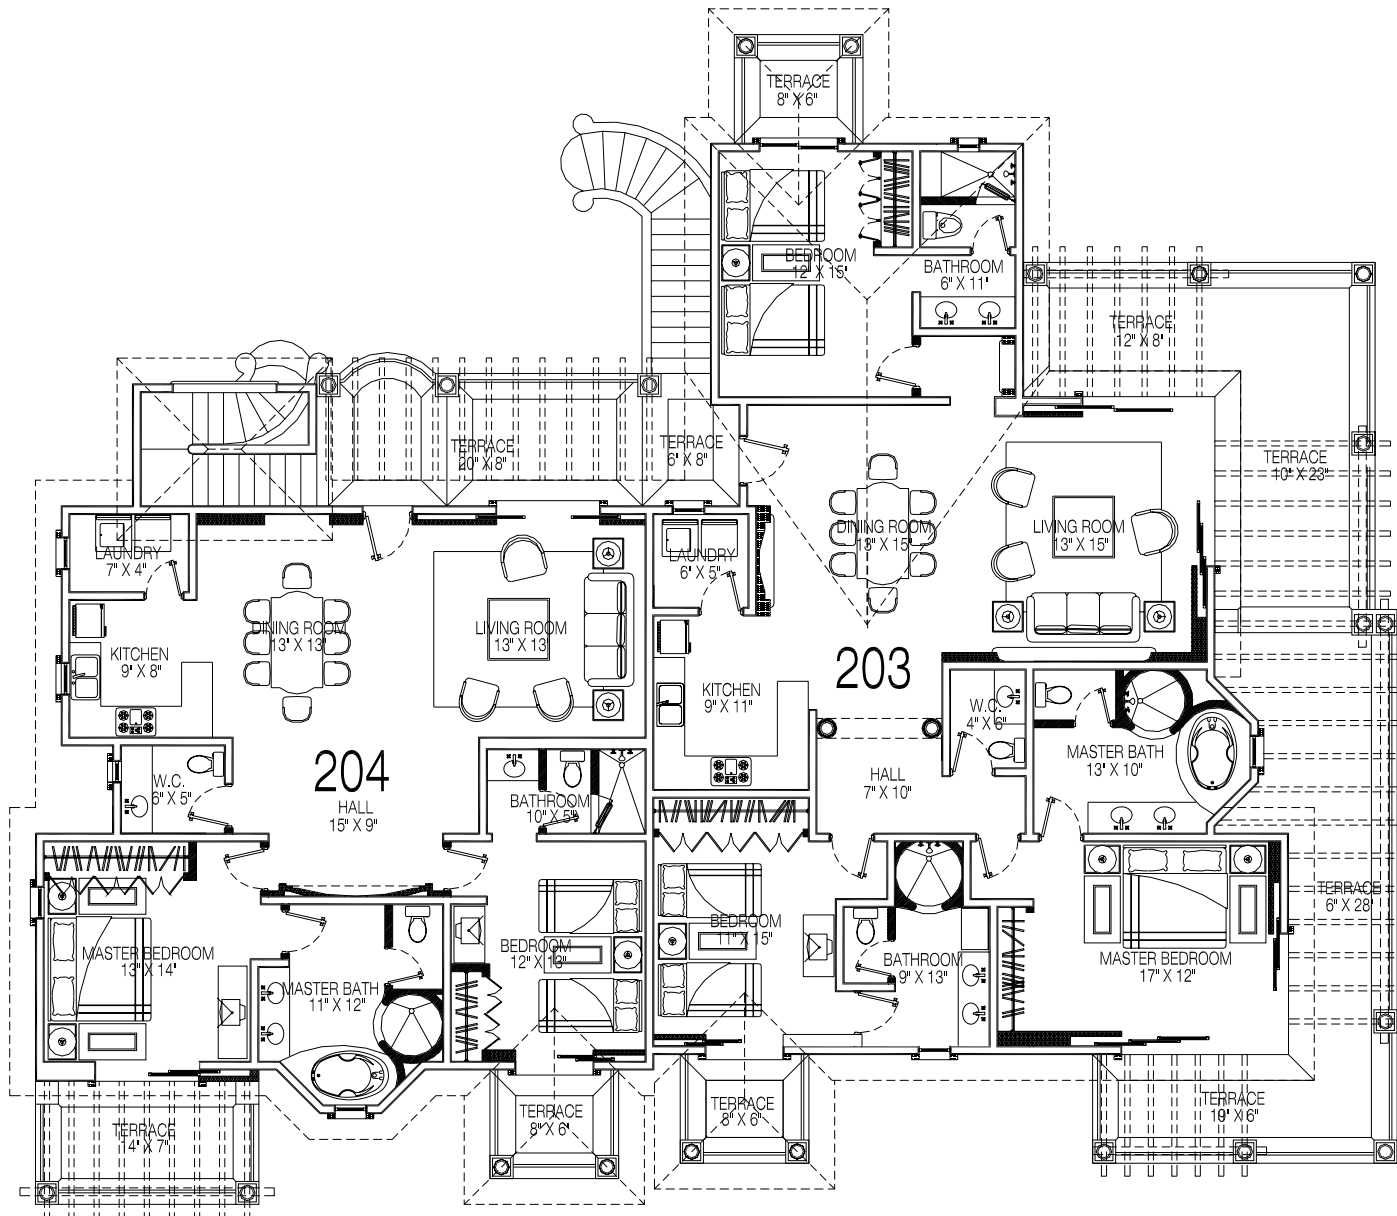 TERRACE
8" X 6"
BEDROOM
12' X 15'
BATHROOM
6" X 11'
TERRACE
12" X 8'
TERRACE
20" X 8"
TERRACE
6' X 8"
TERRACE
10' X 23"
LAUNDRY
7" X 4"
LAUNDRY
6' X 5"
DINING ROOM
13' X 15"
LIVING ROOM
13" X 15"
DINING ROOM
13' X 13'
LIVING ROOM
13" X 13'
KITCHEN
9' X 8"
KITCHEN
9" X 11"
203
W.C.
4" X 6"
MASTER BATH
13' X 10"
204
HALL
15" X 9"
W.C.
6" X 5"
BATHROOM
10" X 5"
HALL
7" X 10"
TERRACE
6" X 28"
MASTER BEDROOM
13" X 14'
MASTER BATH
11" X 12"
BEDROOM
12" X 13"
BEDROOM
11" X 15"
BATHROOM
9" X 13"
MASTER BEDROOM
17" X 12"
TERRACE
14' X 7"
TERRACE
8" X 6'
TERRACE
8" X 6"
TERRACE
19' X 6"